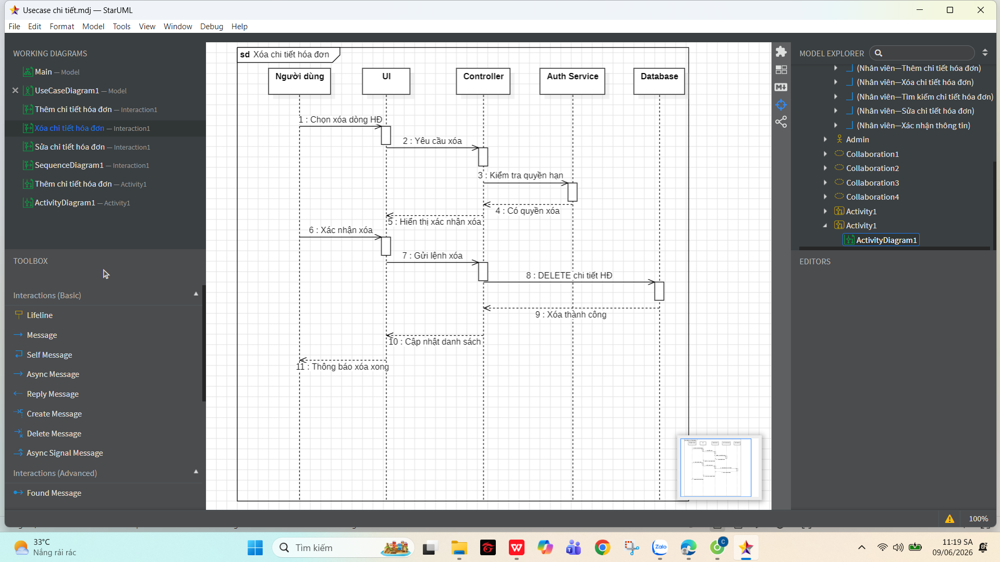 Usecase chi tiết.mdj — StarUML
File Edit Format Model Tools View Window Debug Help
WORKING DIAGRAMS
Main — Model
UseCaseDiagram1 — Model
Thêm chi tiết hóa đơn — Interaction1
Xóa chi tiết hóa đơn — Interaction1
Sửa chi tiết hóa đơn — Interaction1
SequenceDiagram1 — Interaction1
Thêm chi tiết hóa đơn — Activity1
ActivityDiagram1 — Activity1
TOOLBOX
Interactions (Basic)
Lifeline
Message
Self Message
Async Message
Reply Message
Create Message
Delete Message
Async Signal Message
Interactions (Advanced)
Found Message
sd Xóa chi tiết hóa đơn
Người dùng
UI
Controller
Auth Service
Database
1 : Chọn xóa dòng HĐ
2 : Yêu cầu xóa
3 : Kiểm tra quyền hạn
4 : Có quyền xóa
5 : Hiển thị xác nhận xóa
6 : Xác nhận xóa
7 : Gửi lệnh xóa
8 : DELETE chi tiết HĐ
9 : Xóa thành công
10 : Cập nhật danh sách
11 : Thông báo xóa xong
MODEL EXPLORER
(Nhân viên—Thêm chi tiết hóa đơn)
(Nhân viên—Xóa chi tiết hóa đơn)
(Nhân viên—Tìm kiếm chi tiết hóa đơn)
(Nhân viên—Sửa chi tiết hóa đơn)
(Nhân viên—Xác nhận thông tin)
Admin
Collaboration1
Collaboration2
Collaboration3
Collaboration4
Activity1
Activity1
ActivityDiagram1
EDITORS
100%
33°C
Nắng rải rác
Tìm kiếm
Zalo
C
11:19 SA
09/06/2026